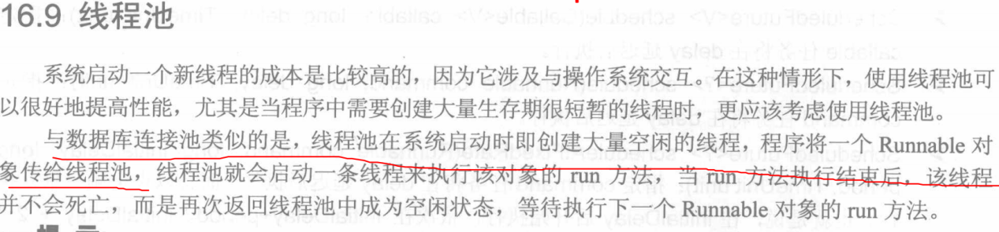 16.9 线程池
系统启动一个新线程的成本是比较高的，因为它涉及与操作系统交互。在这种情形下，使用线程池可
以很好地提高性能，尤其是当程序中需要创建大量生存期很短暂的线程时，更应该考虑使用线程池。
与数据库连接池类似的是，线程池在系统启动时即创建大量空闲的线程，程序将一个 Runnable 对
象传给线程池，线程池就会启动一条线程来执行该对象的 run 方法，当 run 方法执行结束后，该线程
并不会死亡，而是再次返回线程池中成为空闲状态，等待执行下一个 Runnable 对象的 run 方法。